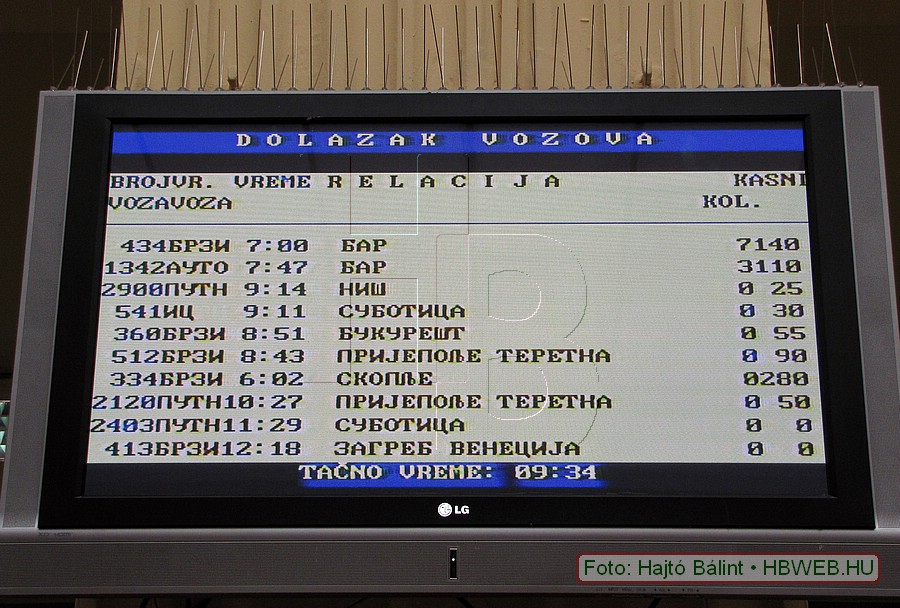 DOLAZAK VOZOVA
BROJVR. VREME RELACIJA KASNI
VOZAVOZA KOL.
434БРЗИ 7:00 БАР 7140
1342АУТО 7:47 БАР 3110
2900ПУТН 9:14 НИШ 0 25
541ИЦ 9:11 СУБОТИЦА 0 30
360БРЗИ 8:51 БУКУРЕШТ 0 55
512БРЗИ 8:43 ПРИЈЕПОЉЕ ТЕРЕТНА 0 90
334БРЗИ 6:02 СКОПЉЕ 0280
2120ПУТН10:27 ПРИЈЕПОЉЕ ТЕРЕТНА 0 50
2403ПУТН11:29 СУБОТИЦА 0 0
413БРЗИ12:18 ЗАГРЕБ ВЕНЕЦИЈА 0 0
TAČNO VREME: 09:34
LG
Foto: Hajtó Bálint • HBWEB.HU